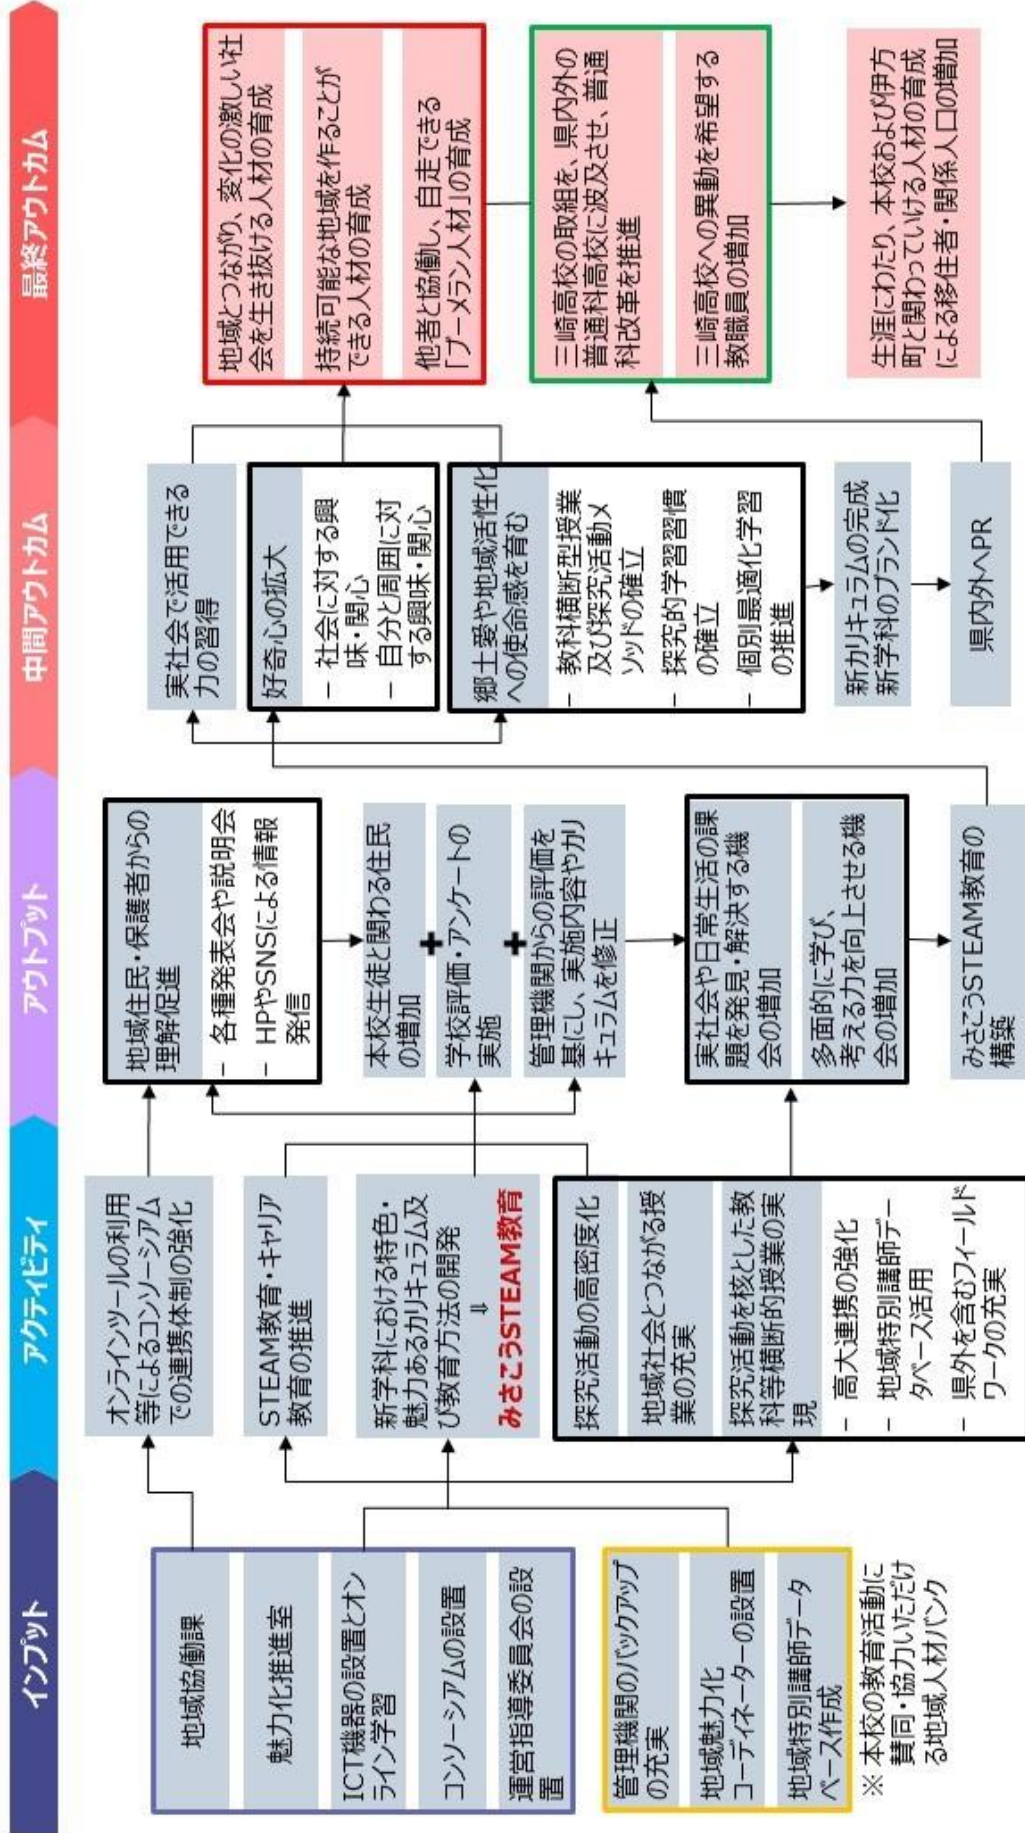 インプット
アクティビティ
アウトプット
中間アウトカム
最終アウトカム
地域協働課
魅力化推進室
ICT機器の設置とオン
ライン学習
コンソーシアムの設置
運営指導委員会の設
置
管理機関のバックアップ
の充実
地域魅力化
コーディネーターの設置
地域特別講師データ
ベース作成
※ 本校の教育活動に
賛同・協力いただけ
る地域人材バンク
オンラインツールの利用
等によるコンソーシアム
での連携体制の強化
STEAM教育・キャリア
教育の推進
新学科における特色・
魅力あるカリキュラム及
び教育方法の開発
⇓
みさこうSTEAM教育
探究活動の高密度化
地域社会とつながる授
業の充実
探究活動を核とした教
科等横断的授業の実
現
– 高大連携の強化
– 地域特別講師デー
タベース活用
– 県外を含むフィールド
ワークの充実
地域住民・保護者からの
理解促進
– 各種発表会や説明会
– HPやSNSによる情報
発信
本校生徒と関わる住民
の増加
+
学校評価・アンケートの
実施
+
管理機関からの評価を
基にし、実施内容やカリ
キュラムを修正
実社会や日常生活の課
題を発見・解決する機
会の増加
多面的に学び、
考える力を向上させる機
会の増加
みさこうSTEAM教育の
構築
実社会で活用できる
力の習得
好奇心の拡大
– 社会に対する興
味・関心
– 自分と周囲に対
する興味・関心
郷土愛や地域活性化
への使命感を育む
– 教科横断型授業
及び探究活動メ
ソッドの確立
– 探究的学習習慣
の確立
– 個別最適化学習
の推進
新カリキュラムの完成
新学科のブランド化
県内外へPR
地域とつながり、変化の激しい社
会を生き抜ける人材の育成
持続可能な地域を作ることが
できる人材の育成
他者と協働し、自走できる
「ブーメラン人材」の育成
三崎高校の取組を、県内外の
普通科高校に波及させ、普通
科改革を推進
三崎高校への異動を希望する
教職員の増加
生涯にわたり、本校および伊方
町と関わっていける人材の育成
による移住者・関係人口の増加